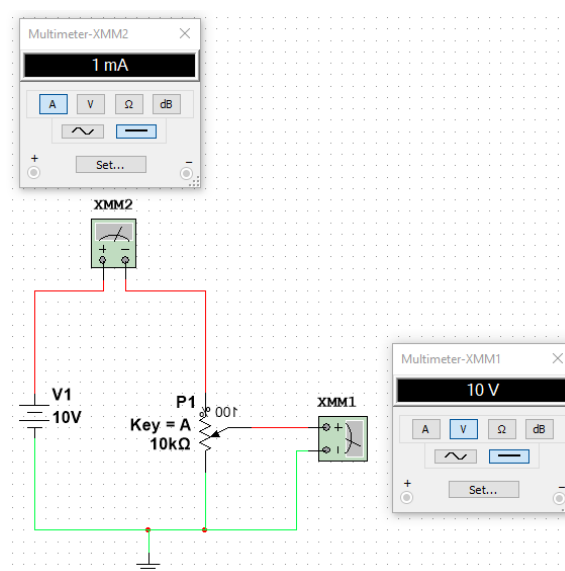 Multimeter-XMM2
1 mA
A V Ω dB
+ Set... −
XMM2
+ −
V1
10V
P1
Key = A
10kΩ
100 %
XMM1
+
−
Multimeter-XMM1
10 V
A V Ω dB
+ Set... −